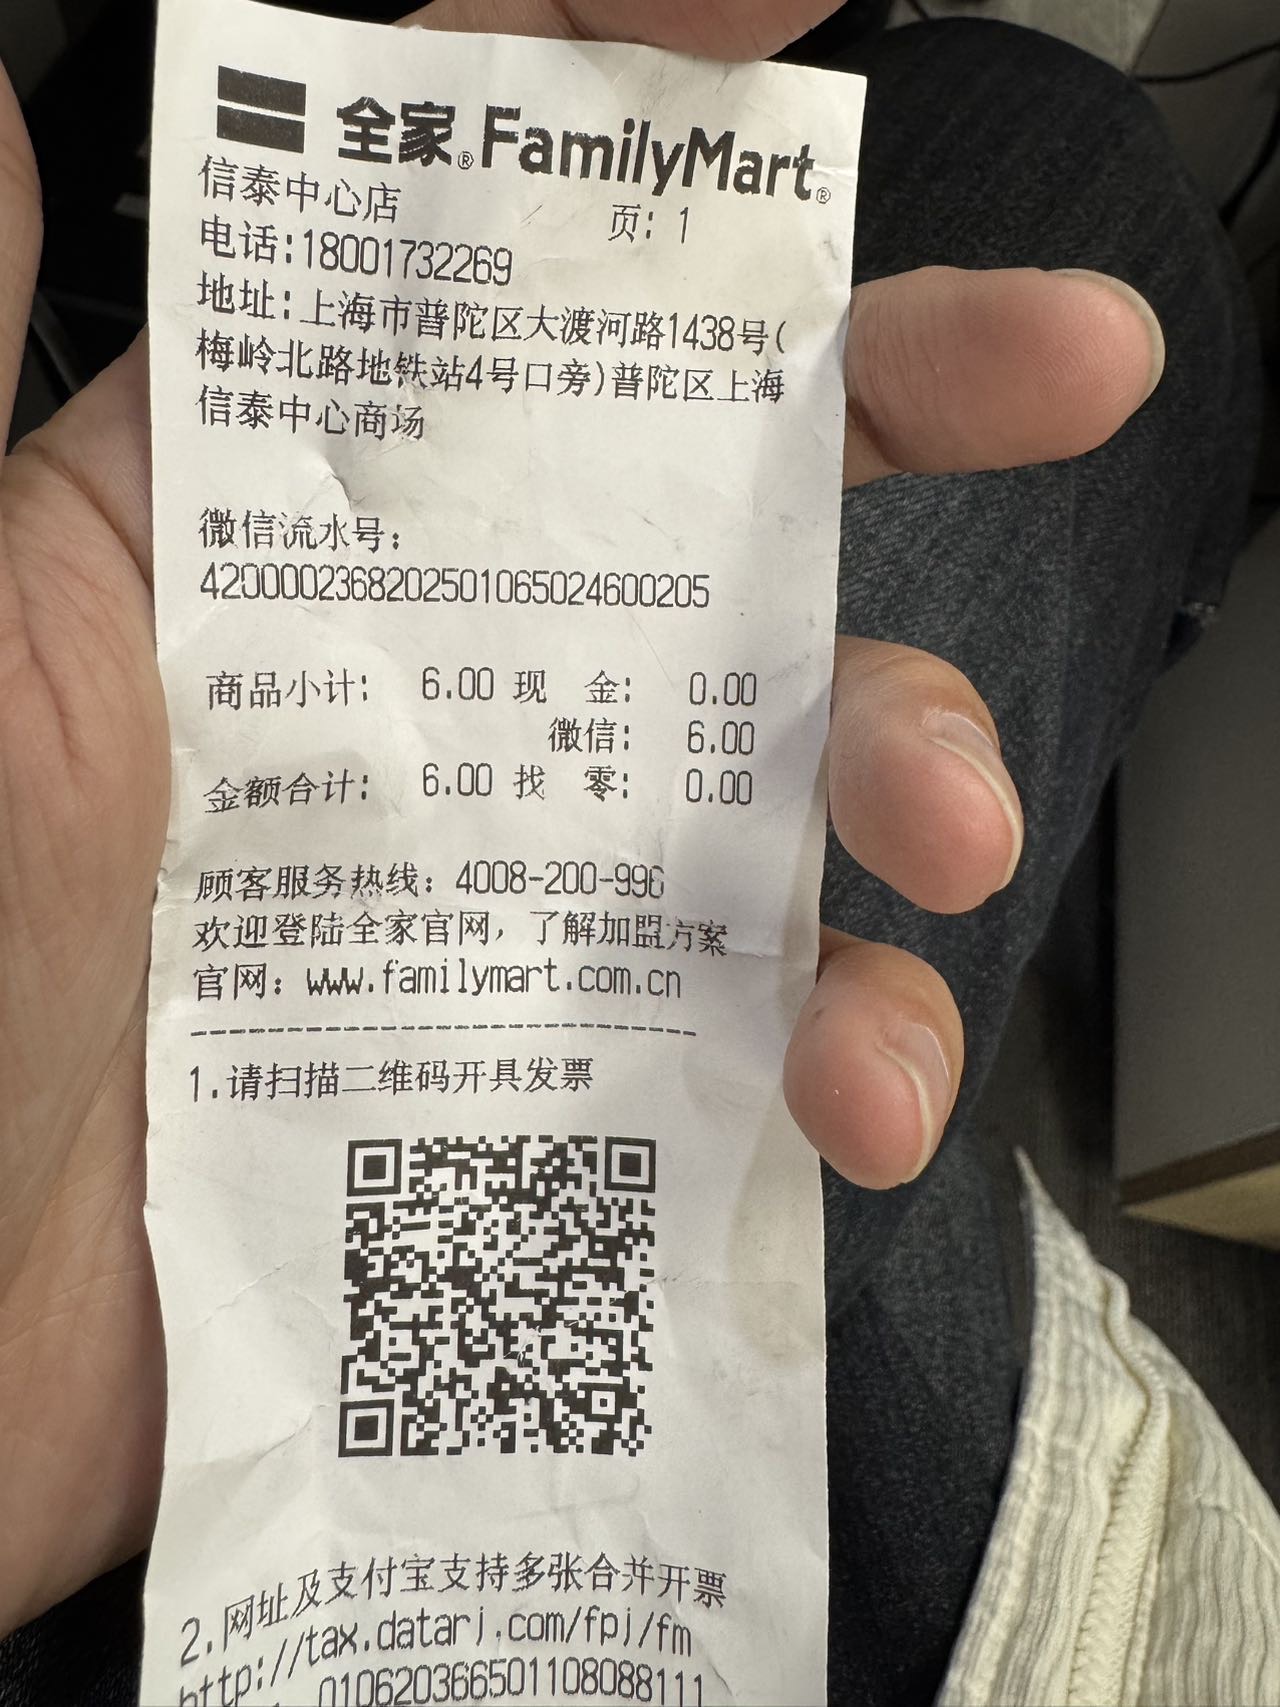 全家® FamilyMart®
信泰中心店 页: 1
电话:18001732269
地址:上海市普陀区大渡河路1438号(
梅岭北路地铁站4号口旁)普陀区上海
信泰中心商场
微信流水号:
4200002368202501065024600205
商品小计: 6.00 现 金: 0.00
微信: 6.00
金额合计: 6.00 找 零: 0.00
顾客服务热线: 4008-200-996
欢迎登陆全家官网, 了解加盟方案
官网: www.familymart.com.cn
--------------------------------
1.请扫描二维码开具发票
2.网址及支付宝支持多张合并开票
http://tax.datarj.com/fpj/fm
01062036650110808​8111